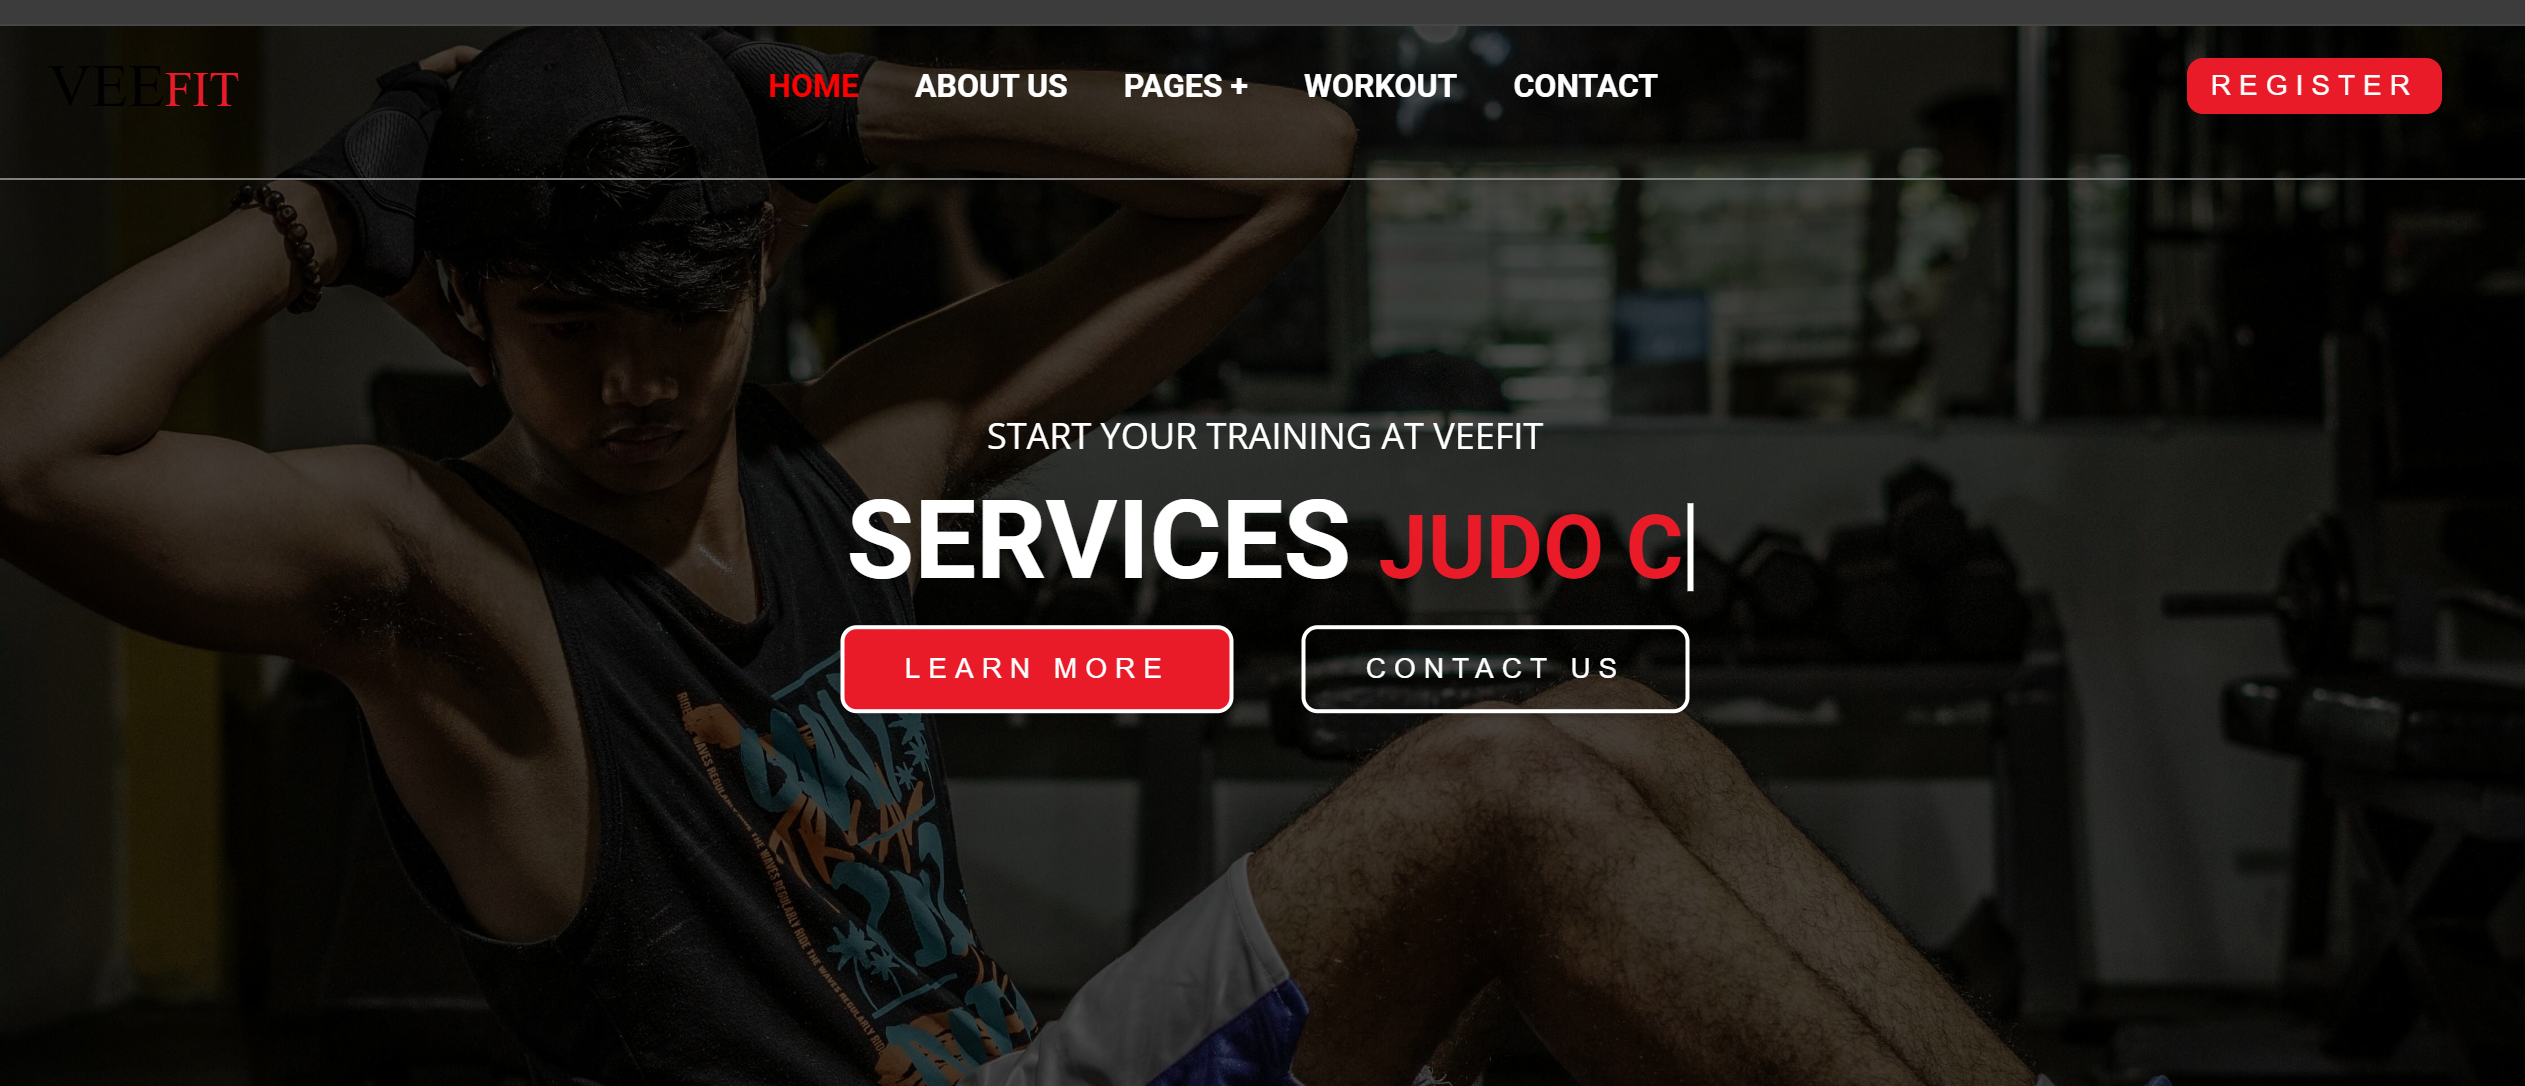 VEEFIT
HOME ABOUT US PAGES + WORKOUT CONTACT
REGISTER
START YOUR TRAINING AT VEEFIT
SERVICES JUDO C
LEARN MORE
CONTACT US